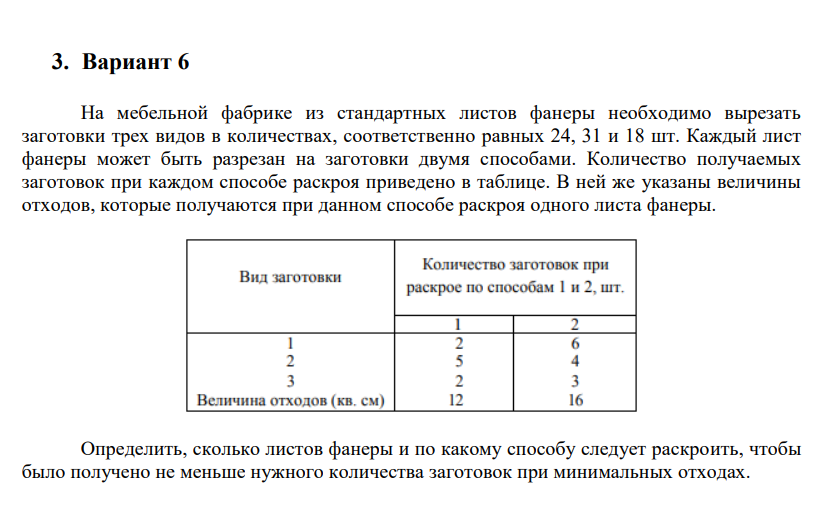 3. Вариант 6
На мебельной фабрике из стандартных листов фанеры необходимо вырезать
заготовки трех видов в количествах, соответственно равных 24, 31 и 18 шт. Каждый лист
фанеры может быть разрезан на заготовки двумя способами. Количество получаемых
заготовок при каждом способе раскроя приведено в таблице. В ней же указаны величины
отходов, которые получаются при данном способе раскроя одного листа фанеры.
Вид заготовки
Количество заготовок при
раскрое по способам 1 и 2, шт.
1 2
1 2 6
2 5 4
3 2 3
Величина отходов (кв. см) 12 16
Определить, сколько листов фанеры и по какому способу следует раскроить, чтобы
было получено не меньше нужного количества заготовок при минимальных отходах.